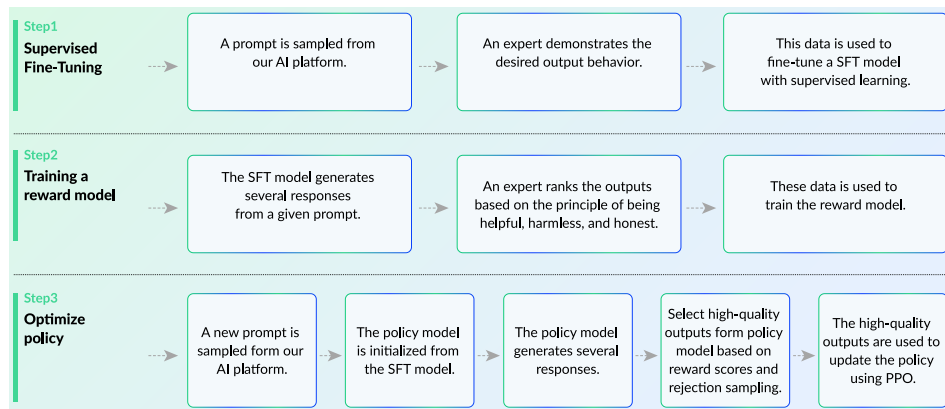 Step1
Supervised
Fine-Tuning
A prompt is sampled from
our AI platform.
An expert demonstrates the
desired output behavior.
This data is used to
fine-tune a SFT model
with supervised learning.
Step2
Training a
reward model
The SFT model generates
several responses
from a given prompt.
An expert ranks the outputs
based on the principle of being
helpful, harmless, and honest.
These data is used to
train the reward model.
Step3
Optimize
policy
A new prompt is
sampled form our
AI platform.
The policy model
is initialized from
the SFT model.
The policy model
generates several
responses.
Select high-quality
outputs form policy
model based on
reward scores and
rejection sampling.
The high-quality
outputs are used to
update the policy
using PPO.